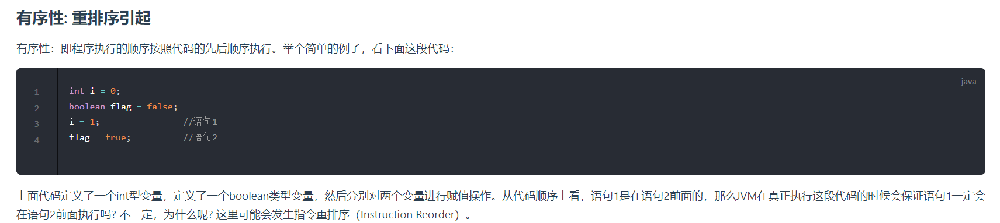 有序性: 重排序引起
有序性：即程序执行的顺序按照代码的先后顺序执行。举个简单的例子，看下面这段代码：
java
1 int i = 0;
2 boolean flag = false;
3 i = 1; //语句1
4 flag = true; //语句2
上面代码定义了一个int型变量，定义了一个boolean类型变量，然后分别对两个变量进行赋值操作。从代码顺序上看，语句1是在语句2前面的，那么JVM在真正执行这段代码的时候会保证语句1一定会
在语句2前面执行吗? 不一定，为什么呢? 这里可能会发生指令重排序（Instruction Reorder）。